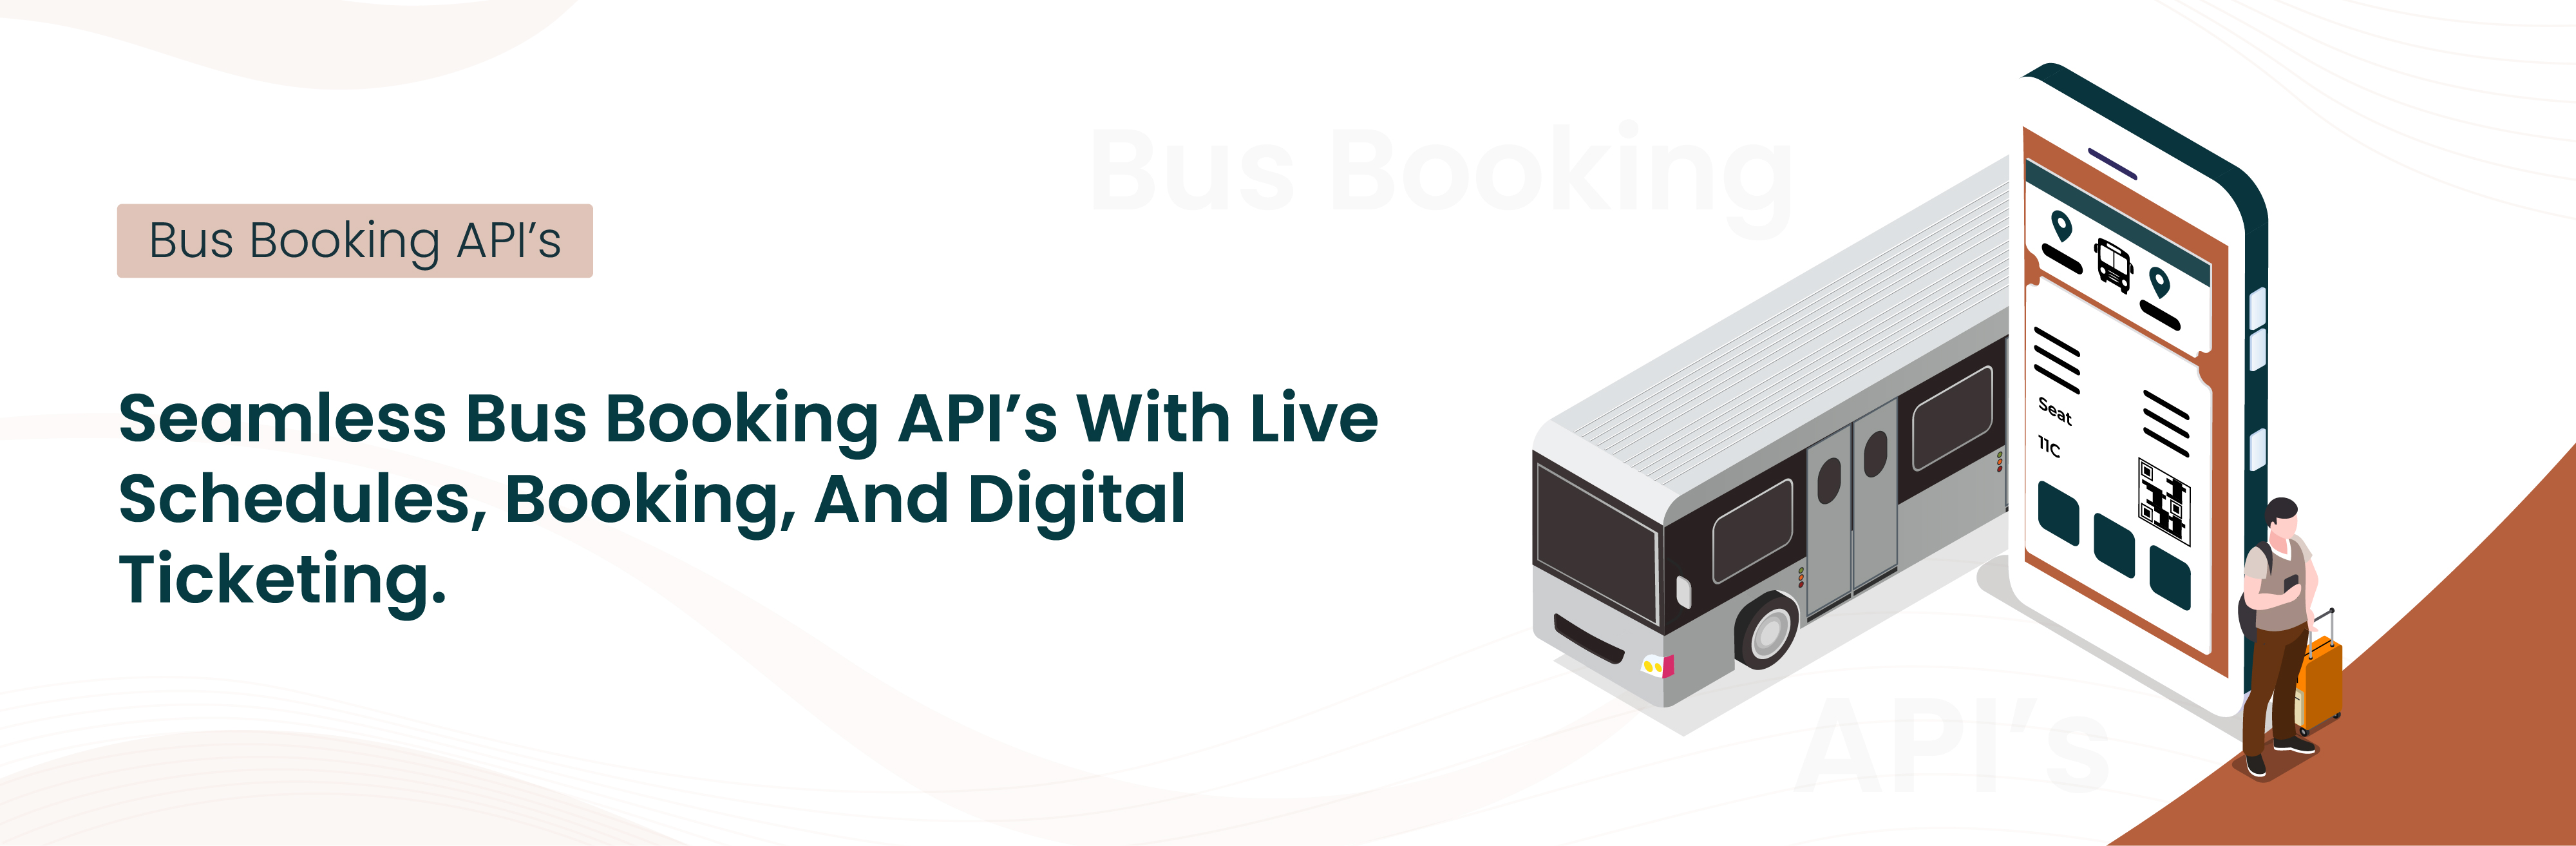 Bus Booking
Bus Booking API’s
Seamless Bus Booking API’s With Live
Schedules, Booking, And Digital
Ticketing.
Seat
11C
API’s